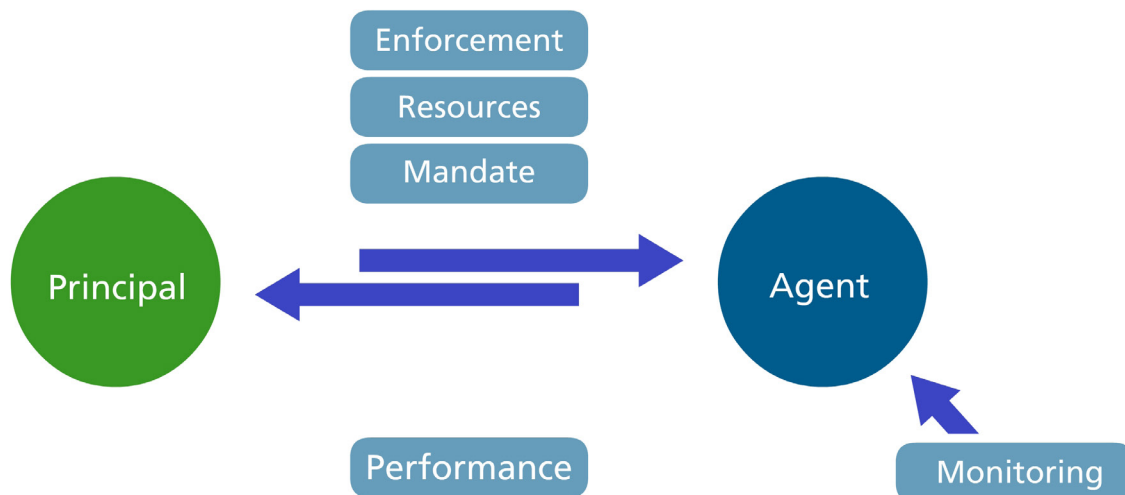 Enforcement
Resources
Mandate
Principal
Agent
Performance
Monitoring